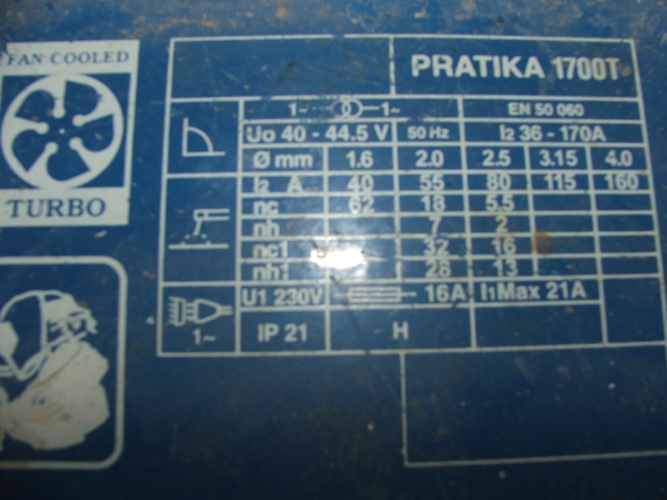 FAN COOLED
TURBO
PRATIKA 1700T
1~ 1~ EN 50 060
Uo 40 - 44.5 V 50 Hz I2 36 - 170A
Ø mm 1.6 2.0 2.5 3.15 4.0
I2 A 40 55 80 115 160
nc 62 18 5.5
nh 7 2
nc1 32 16
nh1 28 13
U1 230V 16A I1Max 21A
1~ IP 21 H